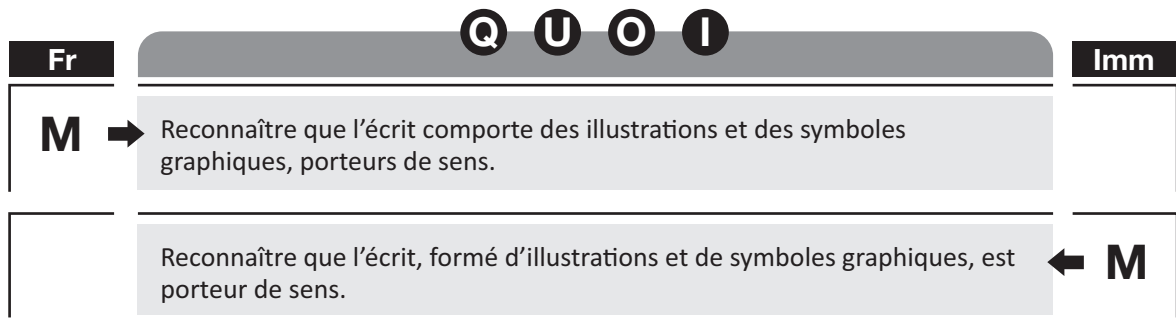 QUOI
Fr
Imm
M
Reconnaître que l'écrit comporte des illustrations et des symboles
graphiques, porteurs de sens.
Reconnaître que l'écrit, formé d'illustrations et de symboles graphiques, est
porteur de sens.
M